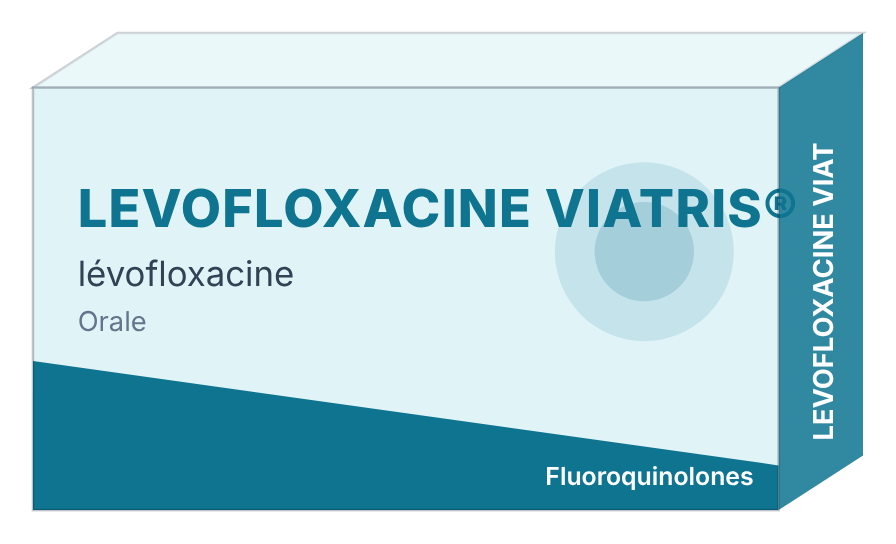 LEVOFLOXACINE VIATRIS®
lévofloxacine
Orale
Fluoroquinolones
LEVOFLOXACINE VIAT